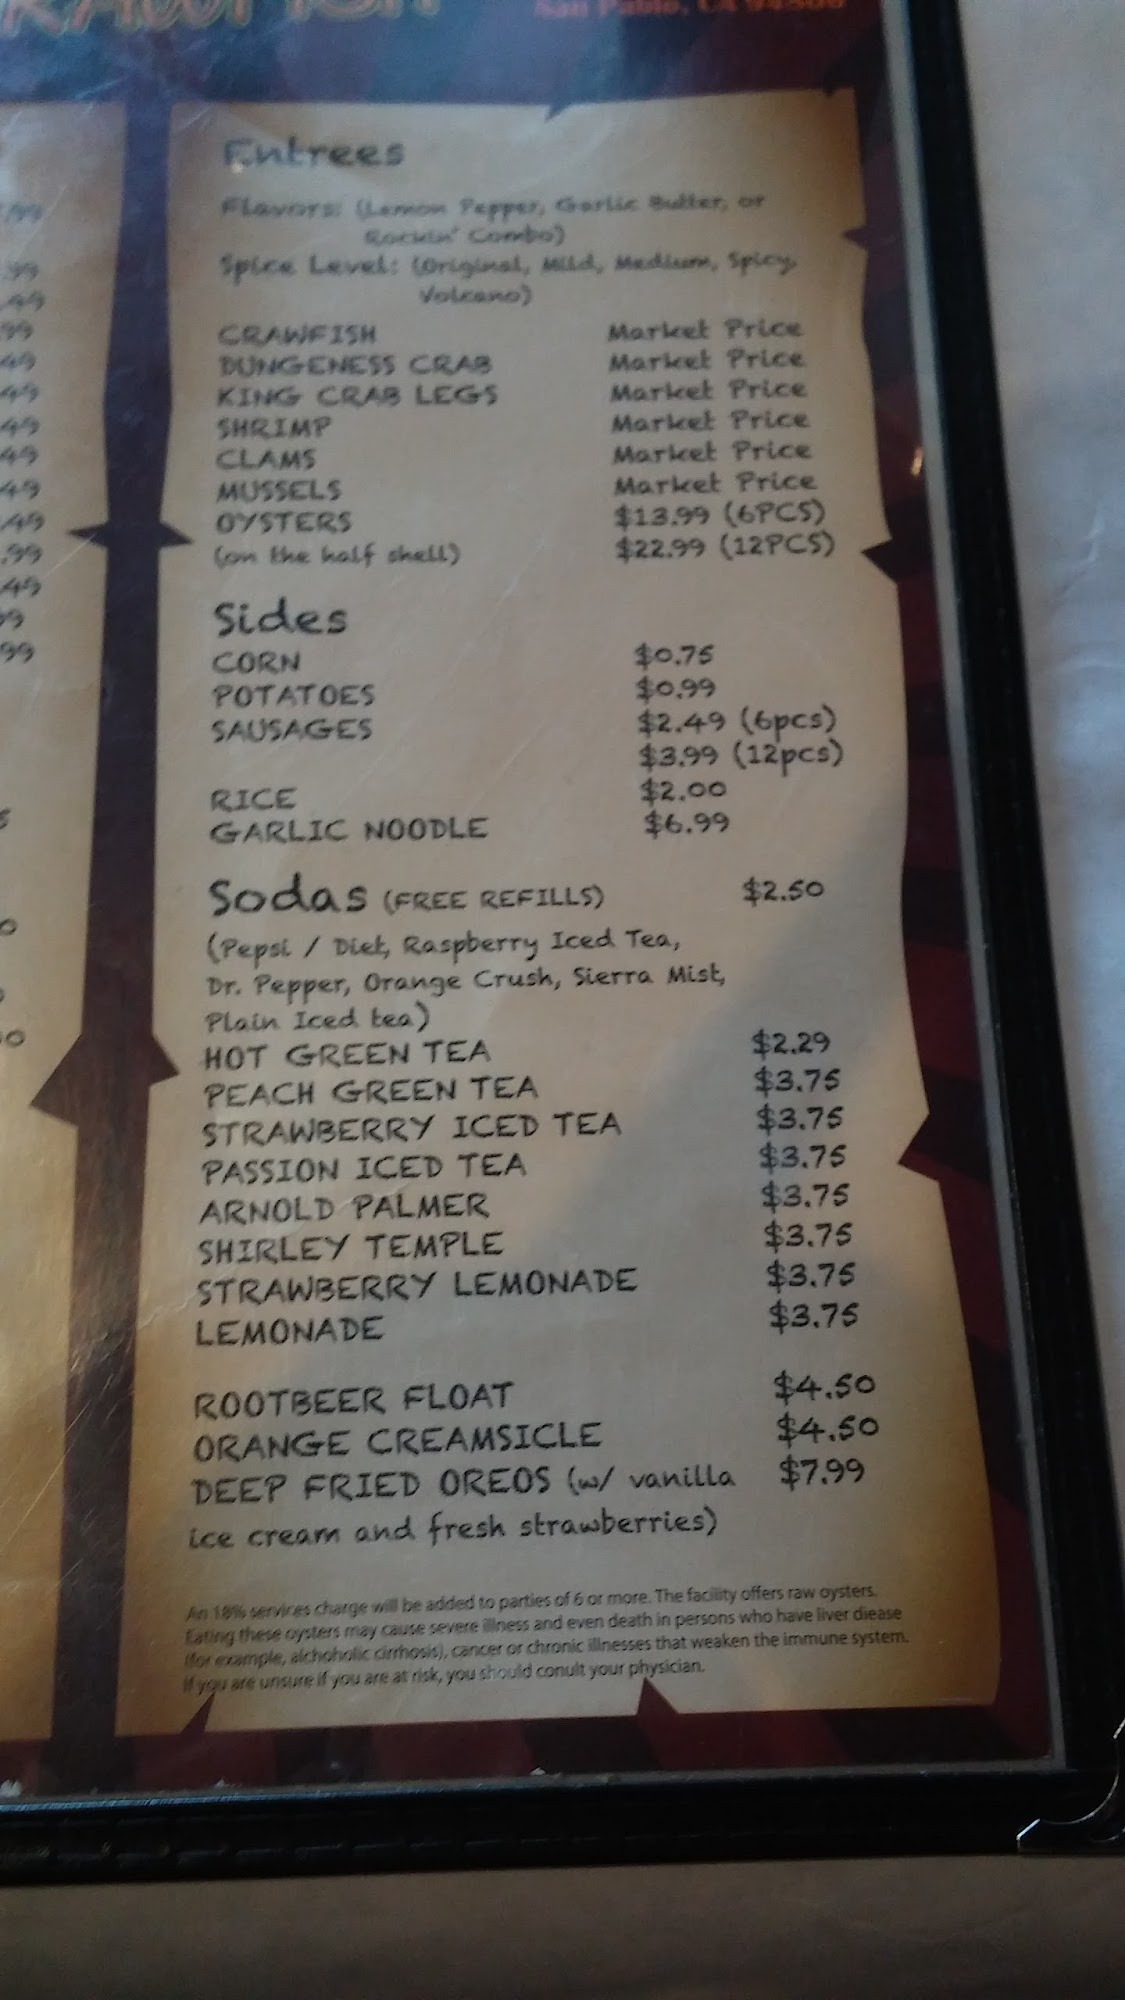 San Pablo, CA 94806
Entrees
Flavors: (Lemon Pepper, Garlic Butter, or
Rockin' Combo)
Spice Level: (Original, Mild, Medium, Spicy,
Volcano)
CRAWFISH Market Price
DUNGENESS CRAB Market Price
KING CRAB LEGS Market Price
SHRIMP Market Price
CLAMS Market Price
MUSSELS Market Price
OYSTERS $13.99 (6PCS)
(on the half shell) $22.99 (12PCS)
Sides
CORN $0.75
POTATOES $0.99
SAUSAGES $2.49 (6pcs)
$3.99 (12pcs)
RICE $2.00
GARLIC NOODLE $6.99
Sodas (FREE REFILLS) $2.50
(Pepsi / Diet, Raspberry Iced Tea,
Dr. Pepper, Orange Crush, Sierra Mist,
Plain Iced tea)
HOT GREEN TEA $2.29
PEACH GREEN TEA $3.75
STRAWBERRY ICED TEA $3.75
PASSION ICED TEA $3.75
ARNOLD PALMER $3.75
SHIRLEY TEMPLE $3.75
STRAWBERRY LEMONADE $3.75
LEMONADE $3.75
ROOTBEER FLOAT $4.50
ORANGE CREAMSICLE $4.50
DEEP FRIED OREOS (w/ vanilla $7.99
ice cream and fresh strawberries)
An 18% services charge will be added to parties of 6 or more. The facility offers raw oysters.
Eating these oysters may cause severe illness and even death in persons who have liver diease
(for example, alchoholic cirrhosis), cancer or chronic illnesses that weaken the immune system.
If you are unsure if you are at risk, you should conult your physician.